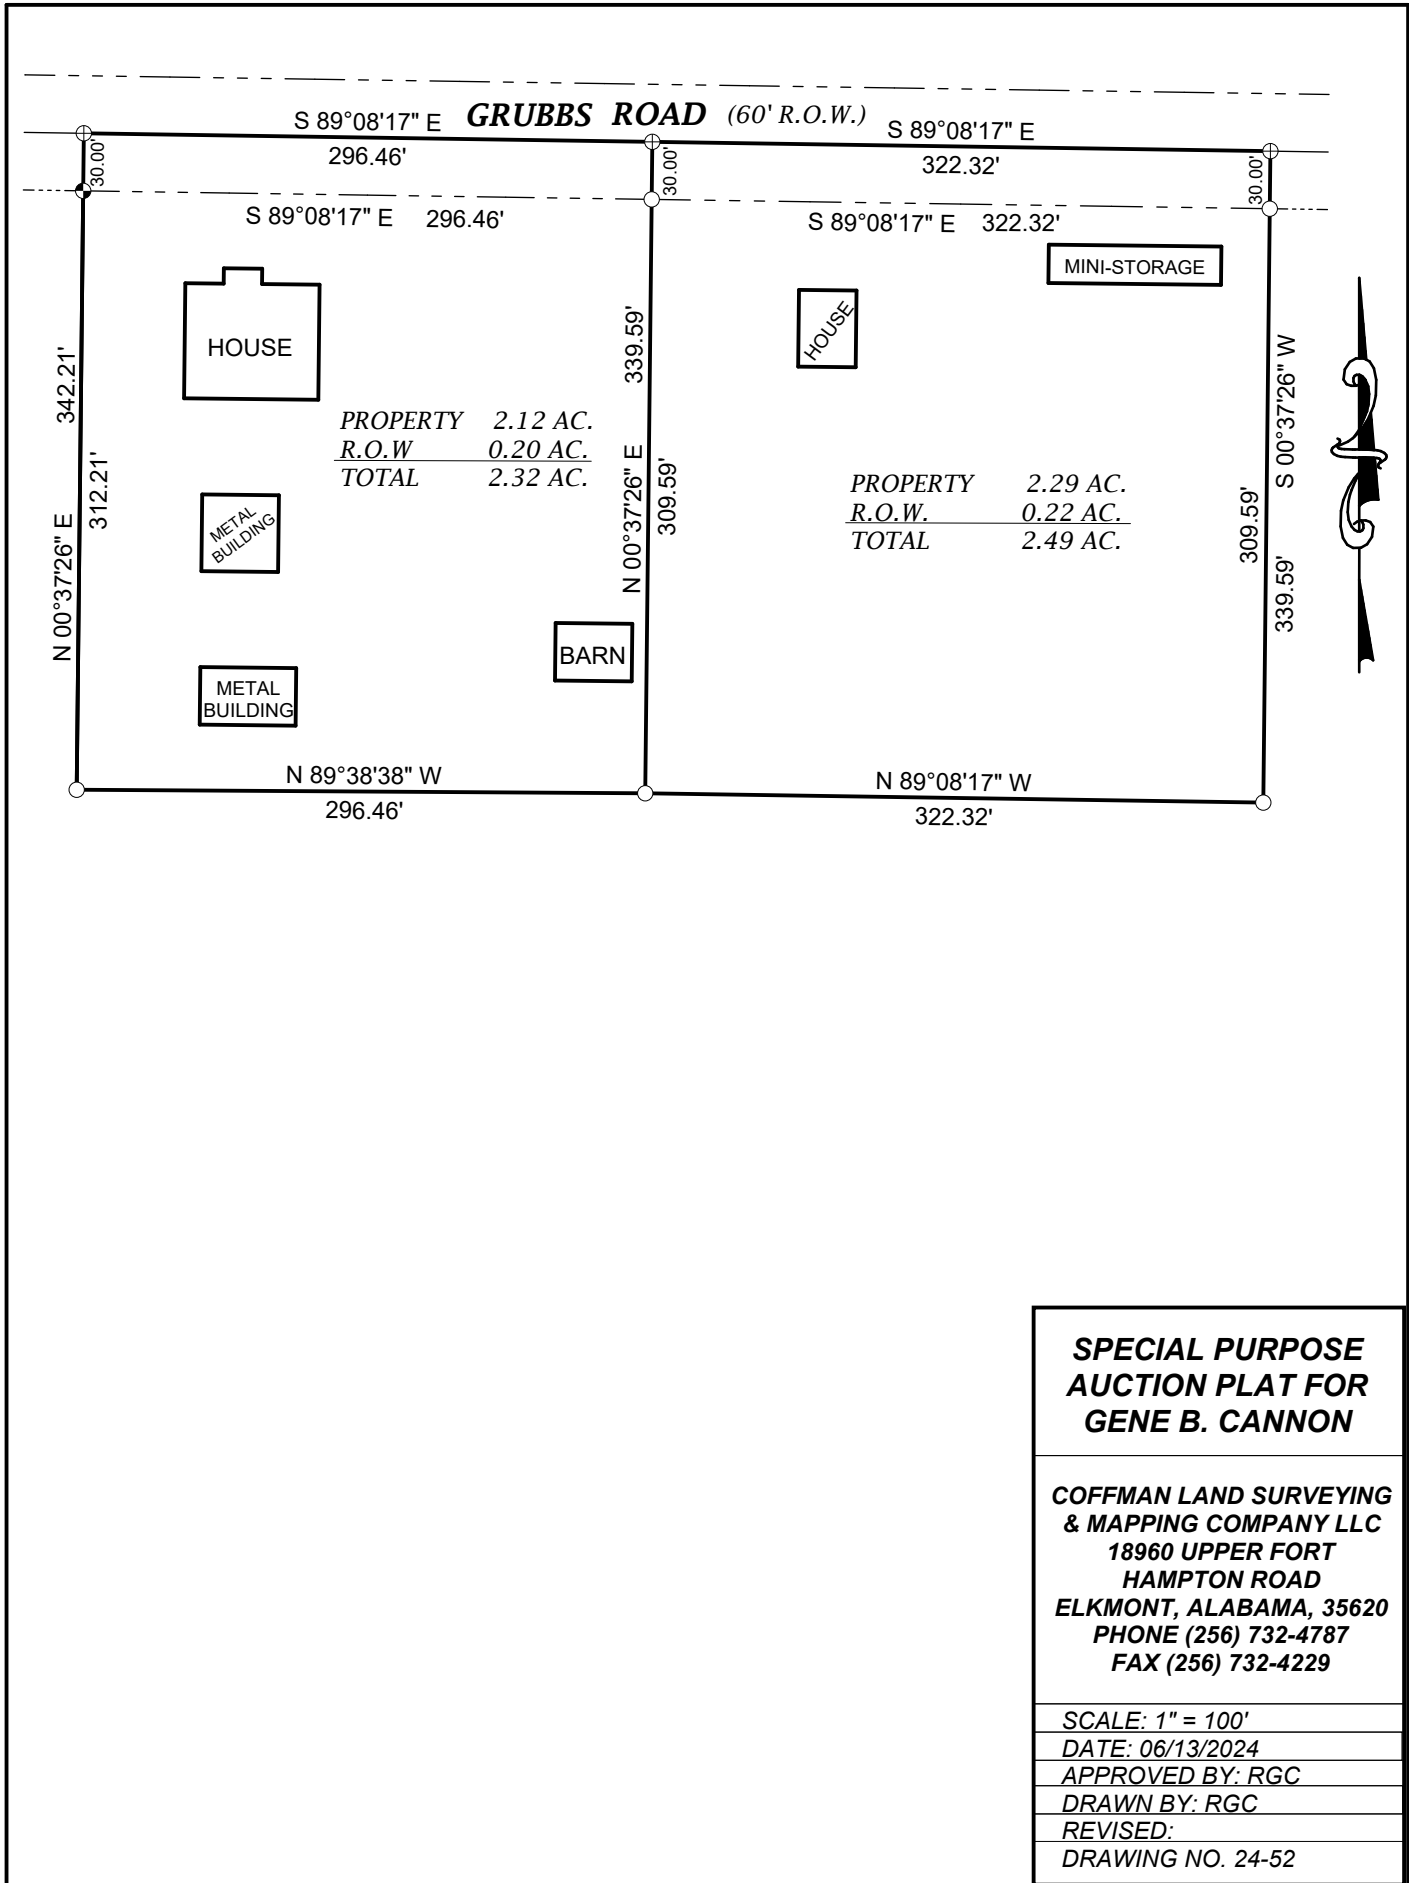 GRUBBS ROAD (60' R.O.W.)
S 89°08'17" E
296.46'
S 89°08'17" E
322.32'
30.00'
30.00'
30.00'
S 89°08'17" E 296.46'
S 89°08'17" E 322.32'
MINI-STORAGE
HOUSE
HOUSE
N 00°37'26" E 342.21'
312.21'
PROPERTY 2.12 AC.
R.O.W 0.20 AC.
TOTAL 2.32 AC.
N 00°37'26" E 339.59'
309.59'
PROPERTY 2.29 AC.
R.O.W. 0.22 AC.
TOTAL 2.49 AC.
309.59'
339.59' S 00°37'26" W
METAL
BUILDING
BARN
METAL
BUILDING
N 89°38'38" W
296.46'
N 89°08'17" W
322.32'
SPECIAL PURPOSE
AUCTION PLAT FOR
GENE B. CANNON
COFFMAN LAND SURVEYING
& MAPPING COMPANY LLC
18960 UPPER FORT
HAMPTON ROAD
ELKMONT, ALABAMA, 35620
PHONE (256) 732-4787
FAX (256) 732-4229
SCALE: 1" = 100'
DATE: 06/13/2024
APPROVED BY: RGC
DRAWN BY: RGC
REVISED:
DRAWING NO. 24-52